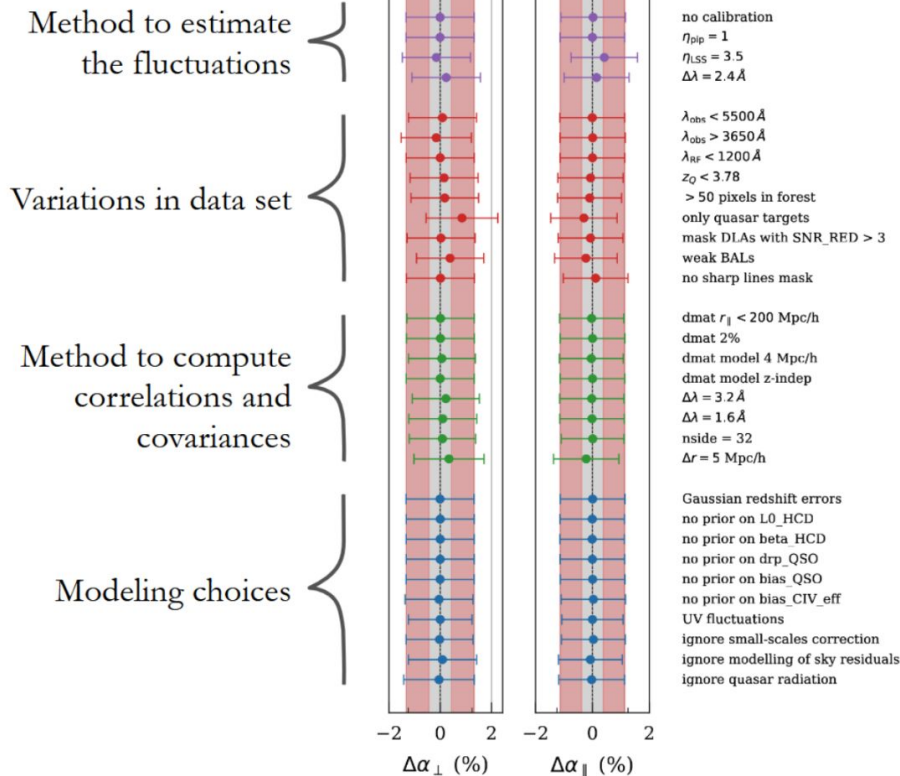 Method to estimate
the fluctuations
no calibration
η_pip = 1
η_LSS = 3.5
Δλ = 2.4 Å
Variations in data set
λ_obs < 5500 Å
λ_obs > 3650 Å
λ_RF < 1200 Å
z_Q < 3.78
> 50 pixels in forest
only quasar targets
mask DLAs with SNR_RED > 3
weak BALs
no sharp lines mask
Method to compute
correlations and
covariances
dmat r_∥ < 200 Mpc/h
dmat 2%
dmat model 4 Mpc/h
dmat model z-indep
Δλ = 3.2 Å
Δλ = 1.6 Å
nside = 32
Δr = 5 Mpc/h
Modeling choices
Gaussian redshift errors
no prior on L0_HCD
no prior on beta_HCD
no prior on drp_QSO
no prior on bias_QSO
no prior on bias_CIV_eff
UV fluctuations
ignore small-scales correction
ignore modelling of sky residuals
ignore quasar radiation
−2 0 2
−2 0 2
Δα_⊥ (%)
Δα_∥ (%)